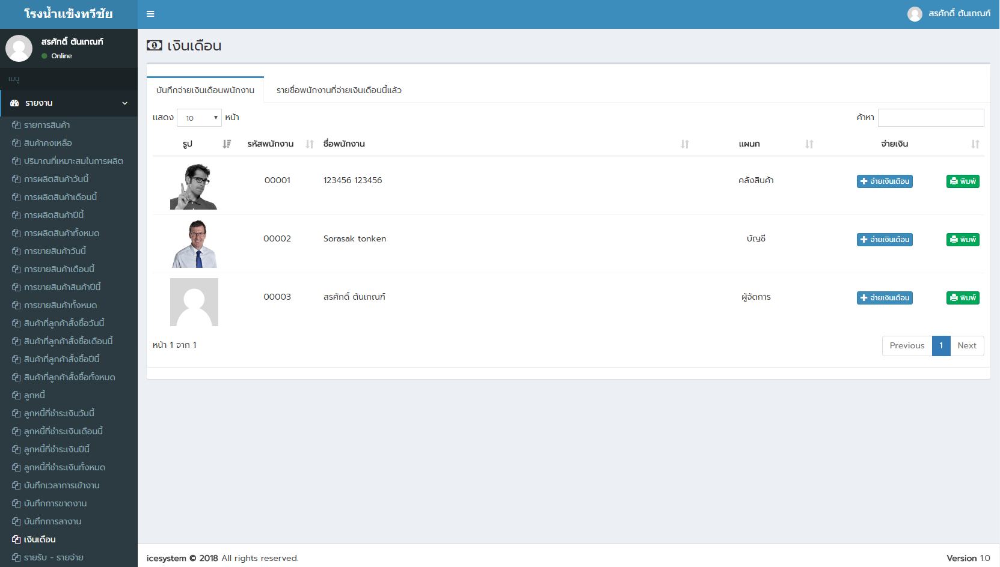 โรงน้ำแข็งทวีชัย
สรศักดิ์ ต้นเกณฑ์
สรศักดิ์ ต้นเกณฑ์
Online
เมนู
รายงาน
รายการสินค้า
สินค้าคงเหลือ
ปริมาณที่เหมาะสมในการผลิต
การผลิตสินค้าวันนี้
การผลิตสินค้าเดือนนี้
การผลิตสินค้าปีนี้
การผลิตสินค้าทั้งหมด
การขายสินค้าวันนี้
การขายสินค้าเดือนนี้
การขายสินค้าสินค้าปีนี้
การขายสินค้าทั้งหมด
สินค้าที่ลูกค้าสั้งซื้อวันนี้
สินค้าที่ลูกค้าสั้งซื้อเดือนนี้
สินค้าที่ลูกค้าสั้งซื้อปีนี้
สินค้าที่ลูกค้าสั้งซื้อทั้งหมด
ลูกหนี้
ลูกหนี้ที่ชำระเงินวันนี้
ลูกหนี้ที่ชำระเงินเดือนนี้
ลูกหนี้ที่ชำระเงินปีนี้
ลูกหนี้ที่ชำระเงินทั้งหมด
บันทึกเวลาการเข้างาน
บันทึกการขาดงาน
บันทึกการลางาน
เงินเดือน
รายรับ - รายจ่าย
เงินเดือน
บันทึกจ่ายเงินเดือนพนักงาน รายชื่อพนักงานที่จ่ายเงินเดือนนี้แล้ว
แสดง 10 หน้า ค้าหา
รูป รหัสพนักงาน ชื่อพนักงาน แผนก จ่ายเงิน
00001 123456 123456 คลังสินค้า จ่ายเงินเดือน พิมพ์
00002 Sorasak tonken บัญชี จ่ายเงินเดือน พิมพ์
00003 สรศักดิ์ ต้นเกณฑ์ ผู้จัดการ จ่ายเงินเดือน พิมพ์
หน้า 1 จาก 1 Previous 1 Next
icesystem © 2018 All rights reserved. Version 1.0